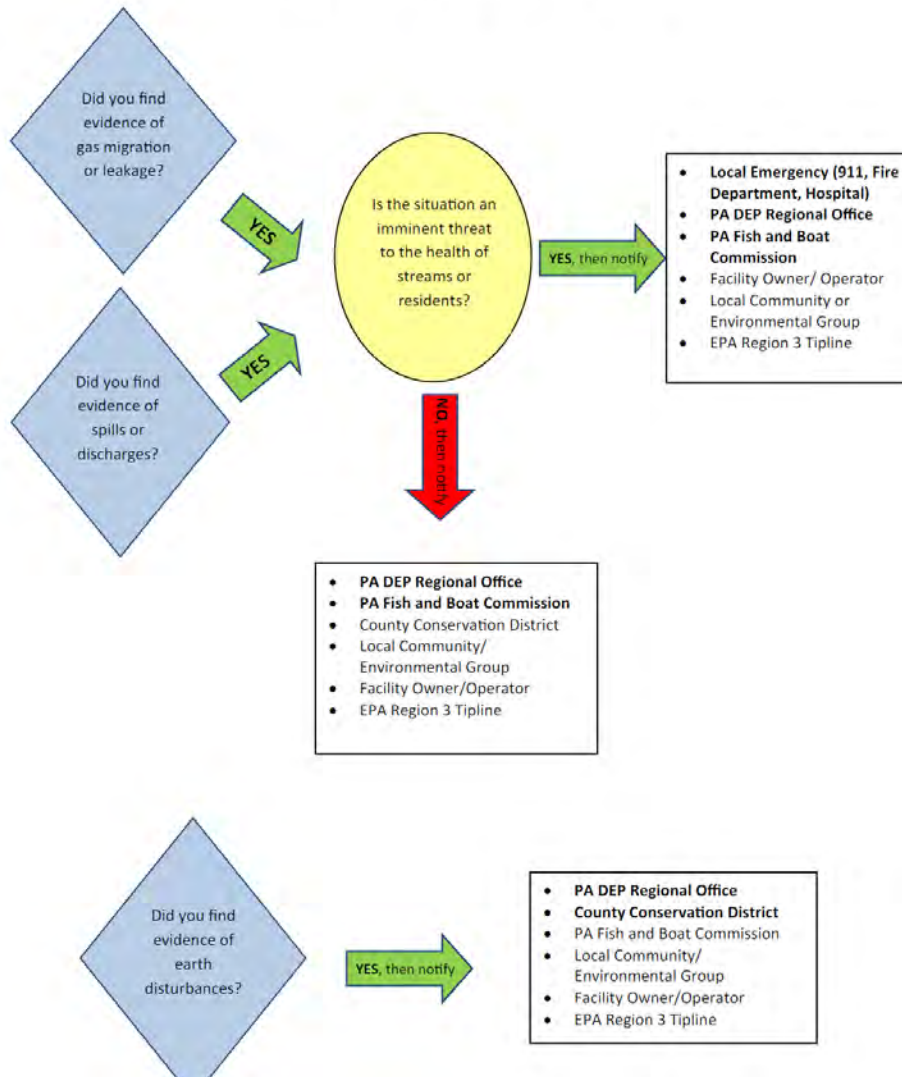 Did you find
evidence of
gas migration
or leakage?
YES
Is the situation an
imminent threat
to the health of
streams or
residents?
YES, then notify
• Local Emergency (911, Fire
Department, Hospital)
• PA DEP Regional Office
• PA Fish and Boat
Commission
• Facility Owner/ Operator
• Local Community or
Environmental Group
• EPA Region 3 Tipline
Did you find
evidence of
spills or
discharges?
YES
NO, then notify
• PA DEP Regional Office
• PA Fish and Boat Commission
• County Conservation District
• Local Community/
Environmental Group
• Facility Owner/Operator
• EPA Region 3 Tipline
Did you find
evidence of
earth
disturbances?
YES, then notify
• PA DEP Regional Office
• County Conservation District
• PA Fish and Boat Commission
• Local Community/
Environmental Group
• Facility Owner/Operator
• EPA Region 3 Tipline